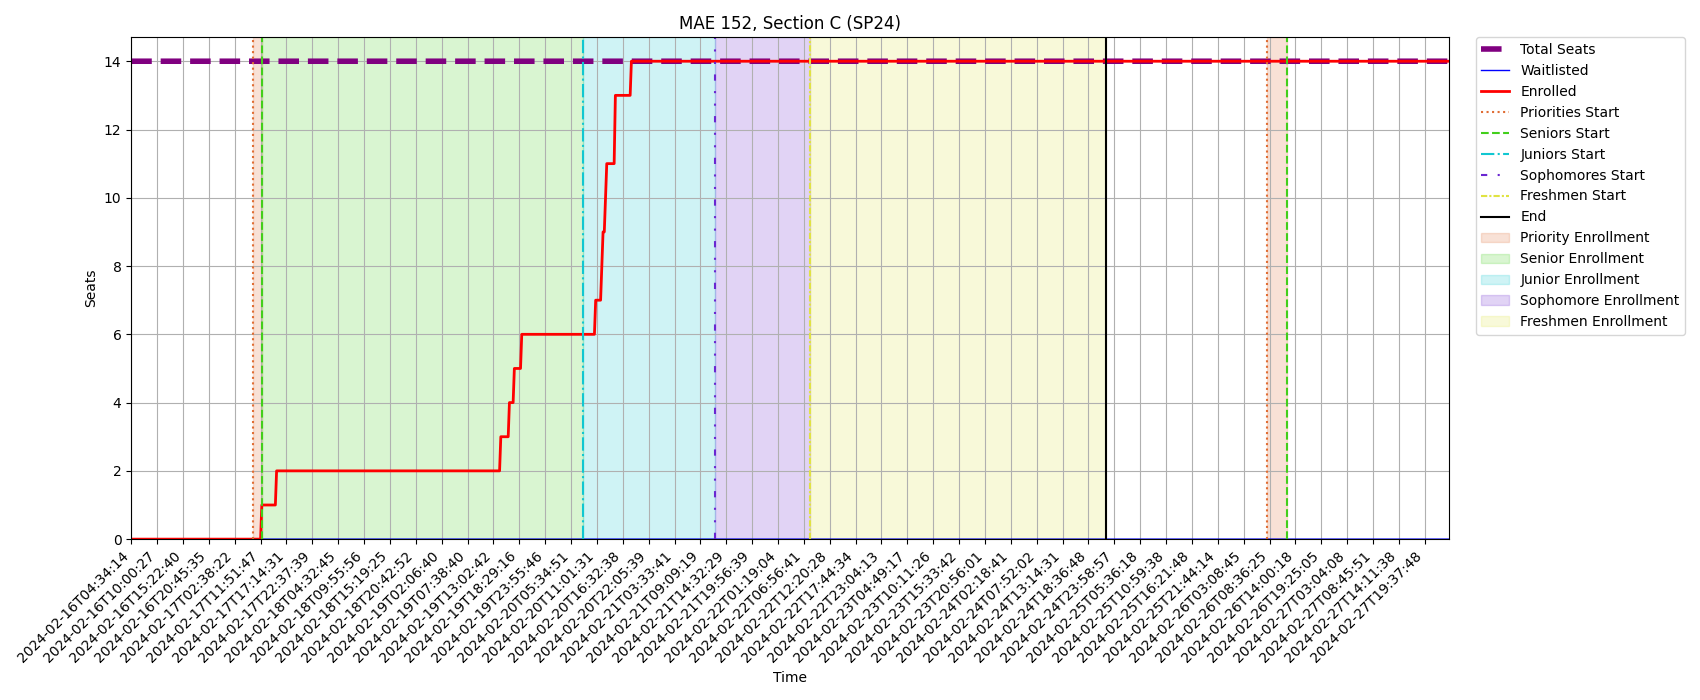 MAE 152, Section C (SP24)
Seats
14
12
10
8
6
4
2
0
2024-02-16T04:34:14
2024-02-16T10:00:27
2024-02-16T15:22:40
2024-02-16T20:45:35
2024-02-17T02:38:22
2024-02-17T11:51:47
2024-02-17T17:14:31
2024-02-17T22:37:39
2024-02-18T04:32:45
2024-02-18T09:55:56
2024-02-18T15:19:25
2024-02-18T20:42:52
2024-02-19T02:06:40
2024-02-19T07:38:40
2024-02-19T13:02:42
2024-02-19T18:29:16
2024-02-19T23:55:46
2024-02-20T05:34:51
2024-02-20T11:01:31
2024-02-20T16:32:38
2024-02-20T22:05:39
2024-02-21T03:33:41
2024-02-21T09:09:19
2024-02-21T14:32:29
2024-02-21T19:56:39
2024-02-22T01:19:04
2024-02-22T06:56:41
2024-02-22T12:20:28
2024-02-22T17:44:34
2024-02-22T23:04:13
2024-02-23T04:49:17
2024-02-23T10:11:26
2024-02-23T15:33:42
2024-02-23T20:56:01
2024-02-24T02:18:41
2024-02-24T07:52:02
2024-02-24T13:14:31
2024-02-24T18:36:48
2024-02-24T23:58:57
2024-02-25T05:36:18
2024-02-25T10:59:38
2024-02-25T16:21:48
2024-02-25T21:44:14
2024-02-26T03:08:45
2024-02-26T08:36:25
2024-02-26T14:00:18
2024-02-26T19:25:05
2024-02-27T03:04:08
2024-02-27T08:45:51
2024-02-27T14:11:38
2024-02-27T19:37:48
Time
Total Seats
Waitlisted
Enrolled
Priorities Start
Seniors Start
Juniors Start
Sophomores Start
Freshmen Start
End
Priority Enrollment
Senior Enrollment
Junior Enrollment
Sophomore Enrollment
Freshmen Enrollment